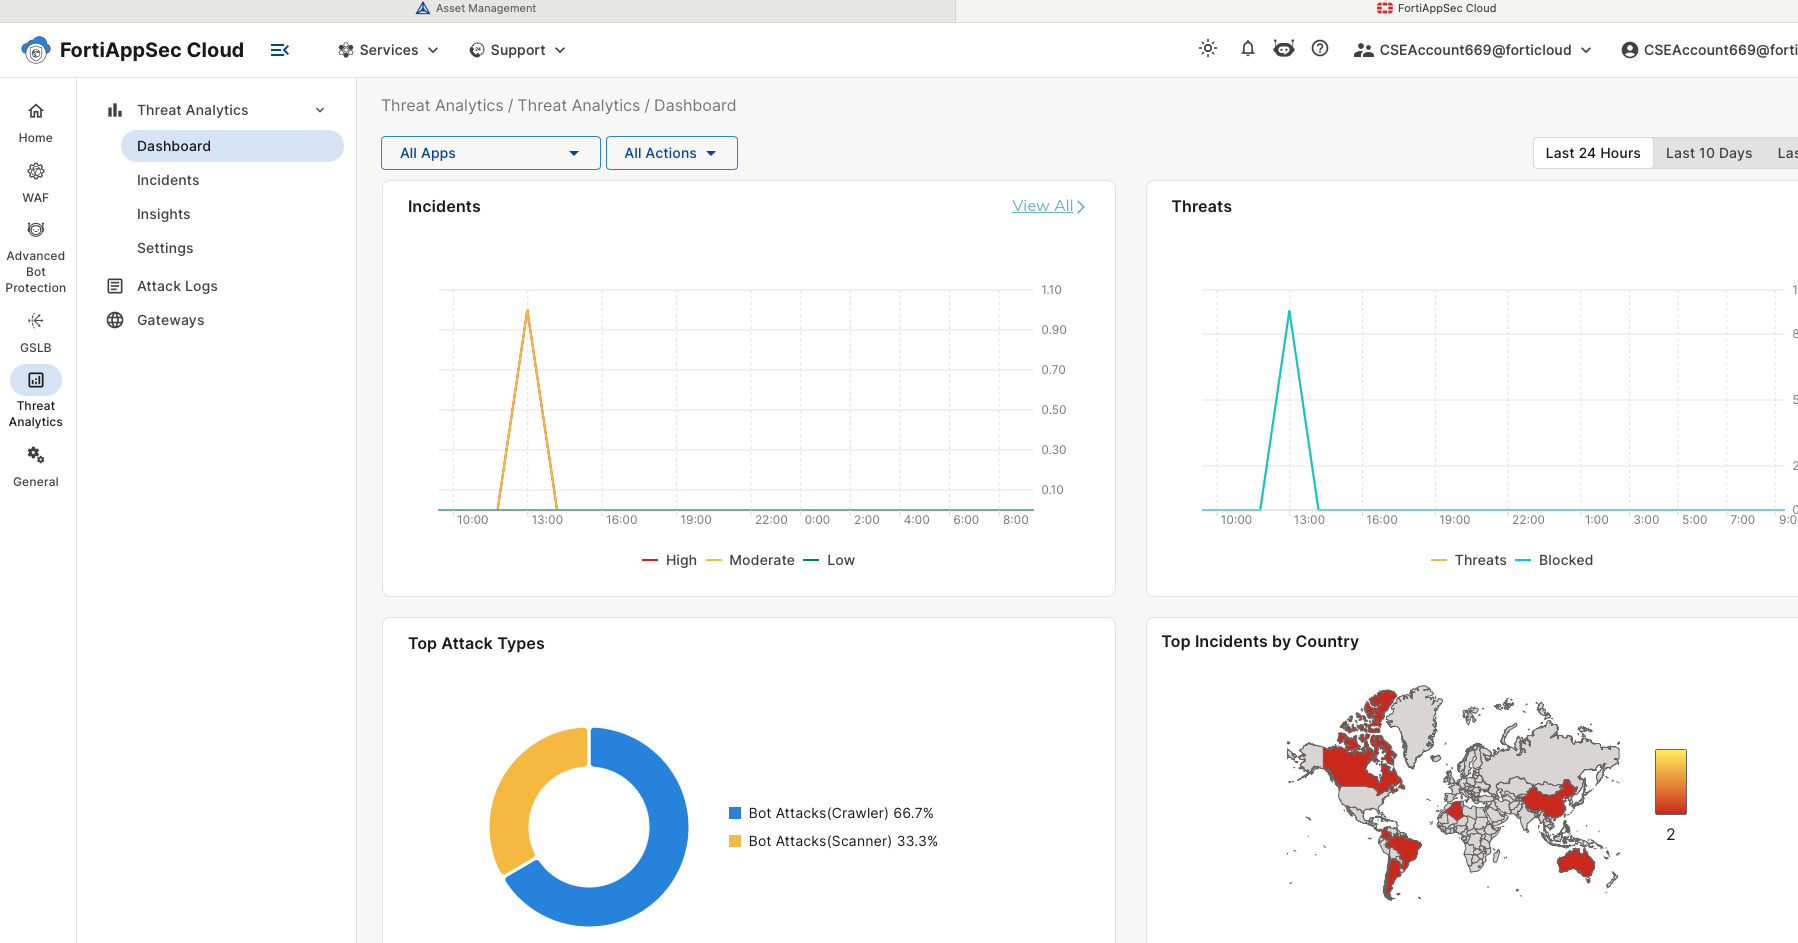 Asset Management
FortiAppSec Cloud
FortiAppSec Cloud
Services
Support
CSEAccount669@forticloud
CSEAccount669@forti
Home
WAF
Advanced
Bot
Protection
GSLB
Threat
Analytics
General
Threat Analytics
Dashboard
Incidents
Insights
Settings
Attack Logs
Gateways
Threat Analytics / Threat Analytics / Dashboard
All Apps
All Actions
Last 24 Hours
Last 10 Days
Las
Incidents
View All
1.10
0.90
0.70
0.50
0.30
0.10
10:00 13:00 16:00 19:00 22:00 0:00 2:00 4:00 6:00 8:00
High Moderate Low
Threats
10:00 13:00 16:00 19:00 22:00 1:00 3:00 5:00 7:00 9:0
Threats Blocked
Top Attack Types
Bot Attacks(Crawler) 66.7%
Bot Attacks(Scanner) 33.3%
Top Incidents by Country
2